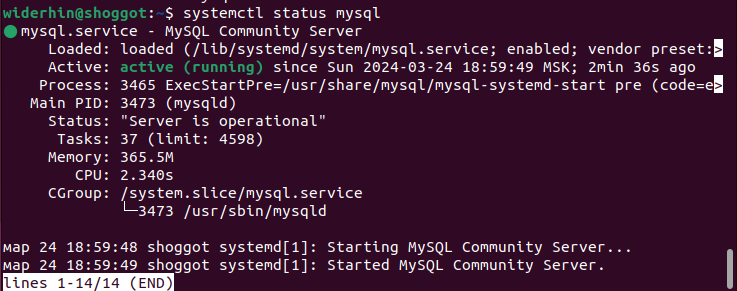 widerhin@shoggot:~$ systemctl status mysql
● mysql.service - MySQL Community Server
     Loaded: loaded (/lib/systemd/system/mysql.service; enabled; vendor preset:>
     Active: active (running) since Sun 2024-03-24 18:59:49 MSK; 2min 36s ago
    Process: 3465 ExecStartPre=/usr/share/mysql/mysql-systemd-start pre (code=e>
   Main PID: 3473 (mysqld)
     Status: "Server is operational"
      Tasks: 37 (limit: 4598)
     Memory: 365.5M
        CPU: 2.340s
     CGroup: /system.slice/mysql.service
             └─3473 /usr/sbin/mysqld
мар 24 18:59:48 shoggot systemd[1]: Starting MySQL Community Server...
мар 24 18:59:49 shoggot systemd[1]: Started MySQL Community Server.
lines 1-14/14 (END)